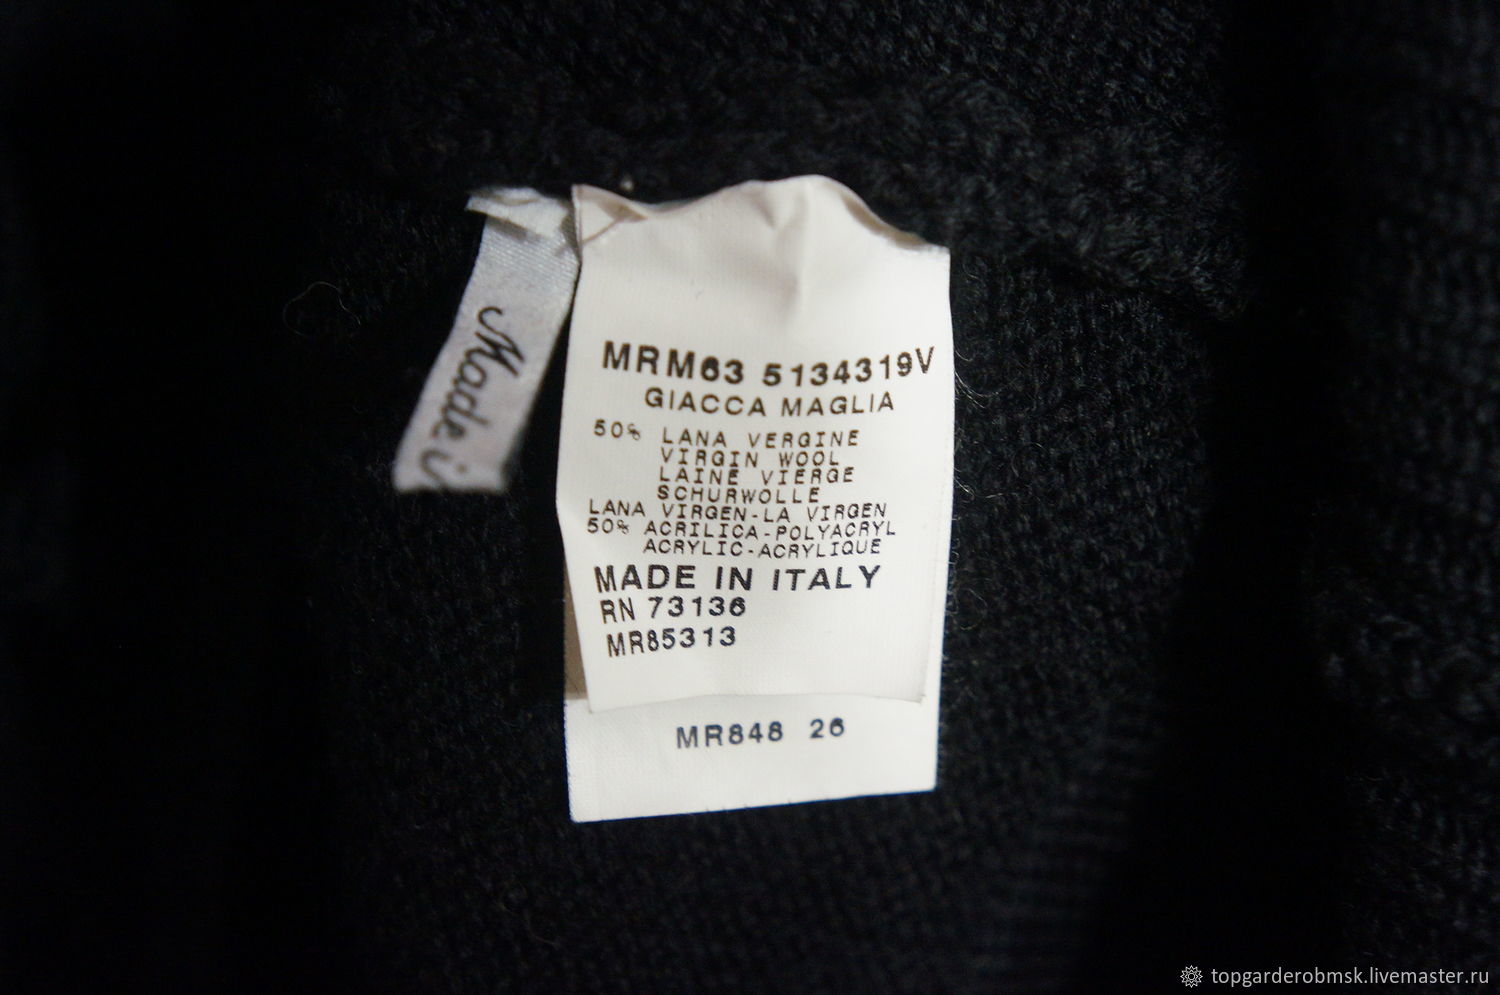 Made i
MRM63 5134319V
GIACCA MAGLIA
50% LANA VERGINE
VIRGIN WOOL
LAINE VIERGE
SCHURWOLLE
LANA VIRGEN-LA VIRGEN
50% ACRILICA-POLYACRYL
ACRYLIC-ACRYLIQUE
MADE IN ITALY
RN 73136
MR85313
MR848 26
topgarderobmsk.livemaster.ru